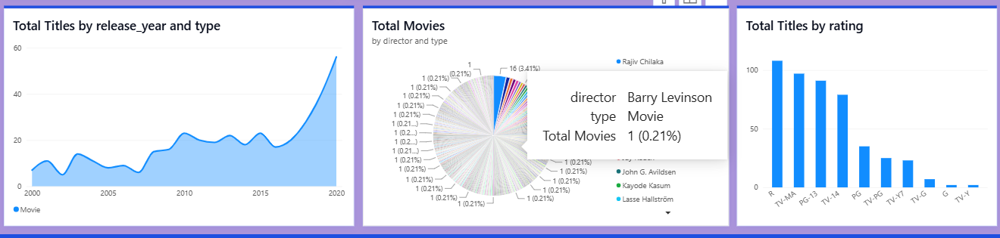 Total Titles by release_year and type
60
40
20
0
2000
2005
2010
2015
2020
Movie
Total Movies
by director and type
1
(0.21%)
1 (0.21%)
1 (0.21%)
1 (0.21%)
1 (0.21%)
1 (0.21%)
1 (0.21...)
1 (0.2...)
1 (0.2...)
1 (0.21...)
1 (0.21%)
1 (0.21%)
1 (0.21%)
1 (0.21%)
1 (0.21%)
1 (0.21%)
16 (3.41%)
1 (0.21%)
1 (0.21%)
1 (0.21%)
1 (0.21%)
1 (0.21%)
Rajiv Chilaka
director Barry Levinson
type Movie
Total Movies 1 (0.21%)
John G. Avildsen
Kayode Kasum
Lasse Hallström
Total Titles by rating
100
50
0
R
TV-MA
PG-13
TV-14
PG
TV-PG
TV-Y7
TV-G
G
TV-Y